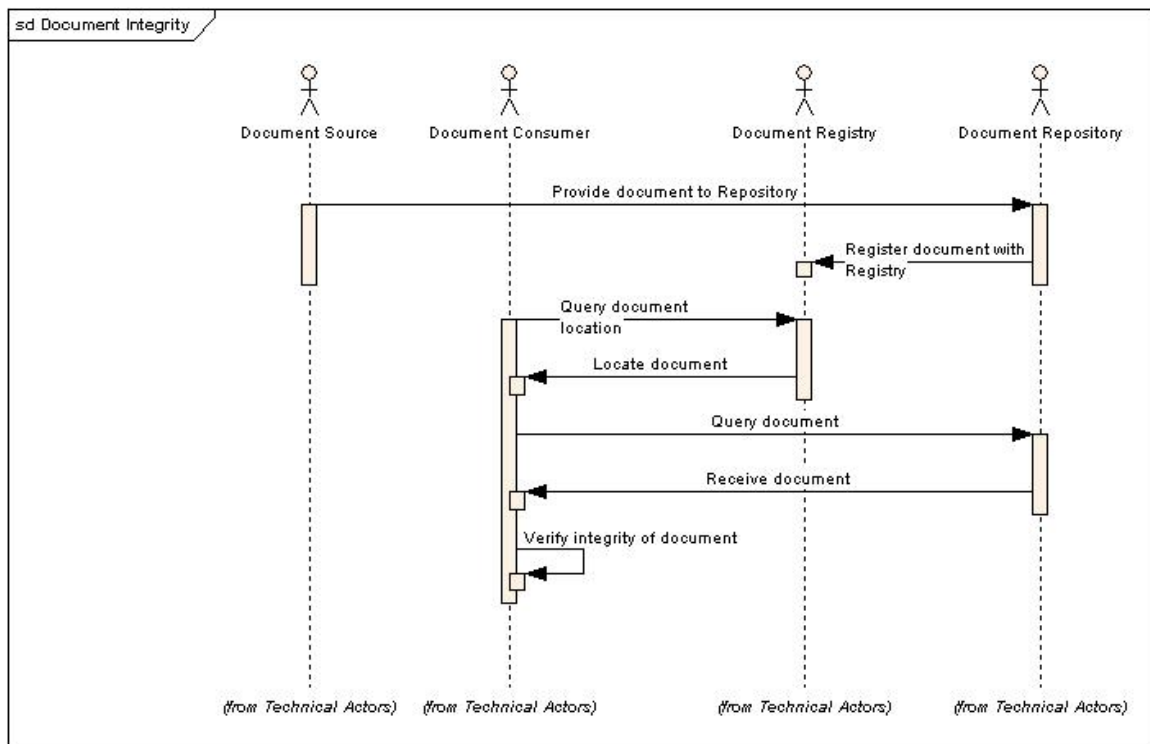 sd Document Integrity
Document Source
Document Consumer
Document Registry
Document Repository
Provide document to Repository
Register document with
Registry
Query document
location
Locate document
Query document
Receive document
Verify integrity of document
(from Technical Actors)
(from Technical Actors)
(from Technical Actors)
(from Technical Actors)